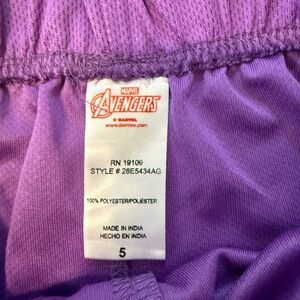 MARVEL
AVENGERS
© MARVEL
www.bentex.com
RN 19109
STYLE # 28E5434AG
100% POLYESTER/POLIÉSTER
MADE IN INDIA
HECHO EN INDIA
5